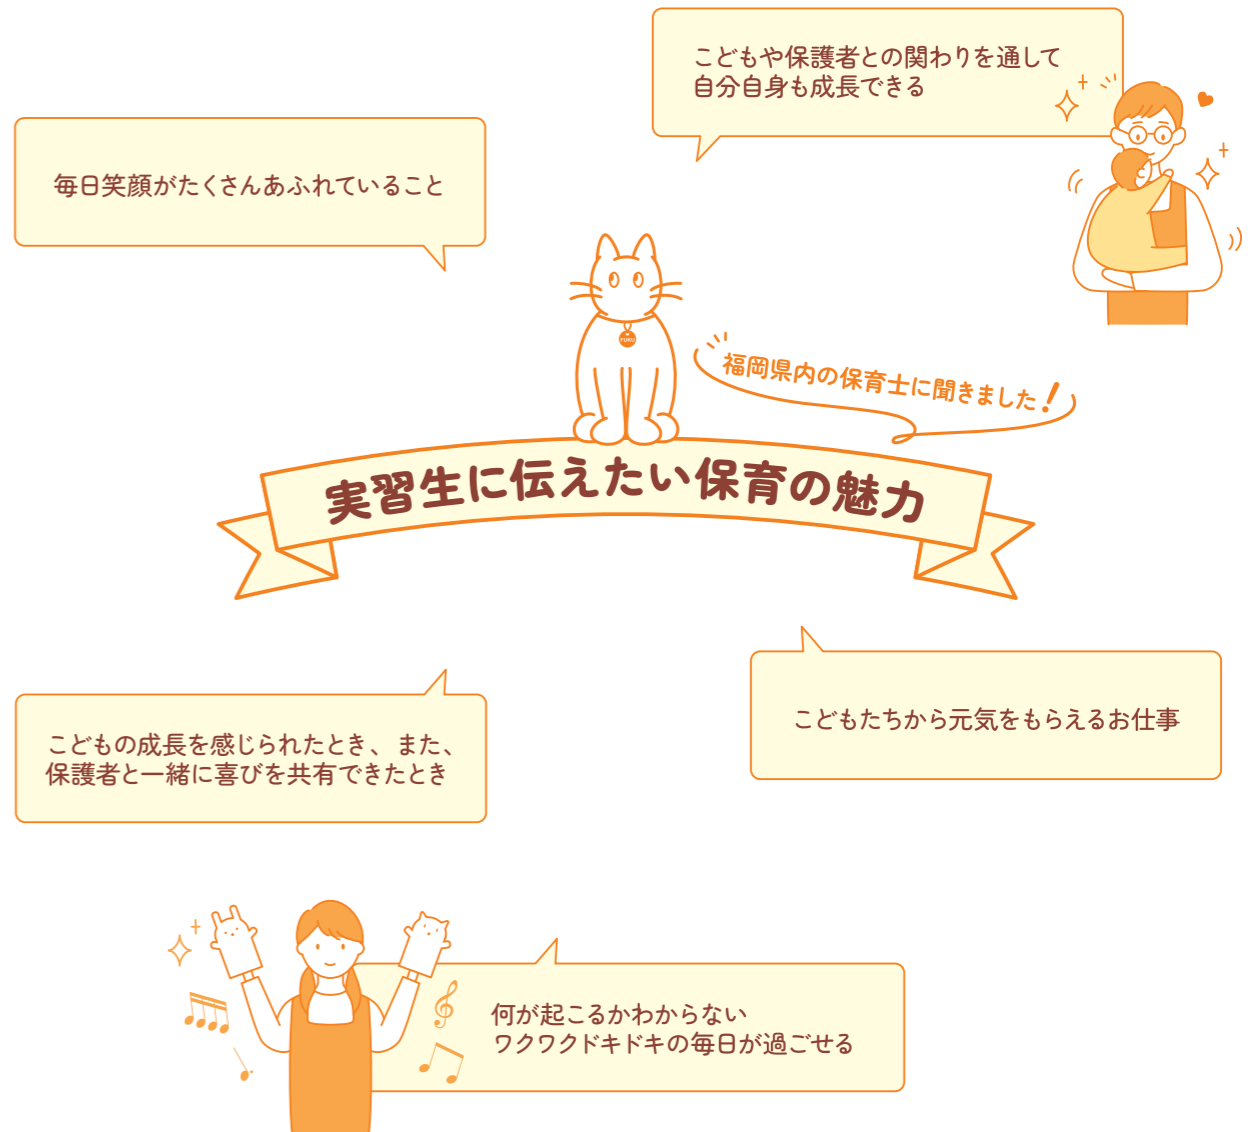 こどもや保護者との関わりを通して
自分自身も成長できる
毎日笑顔がたくさんあふれていること
FUKU
福岡県内の保育士に聞きました!
実習生に伝えたい保育の魅力
こどもの成長を感じられたとき、また、
保護者と一緒に喜びを共有できたとき
こどもたちから元気をもらえるお仕事
何が起こるかわからない
ワクワクドキドキの毎日が過ごせる